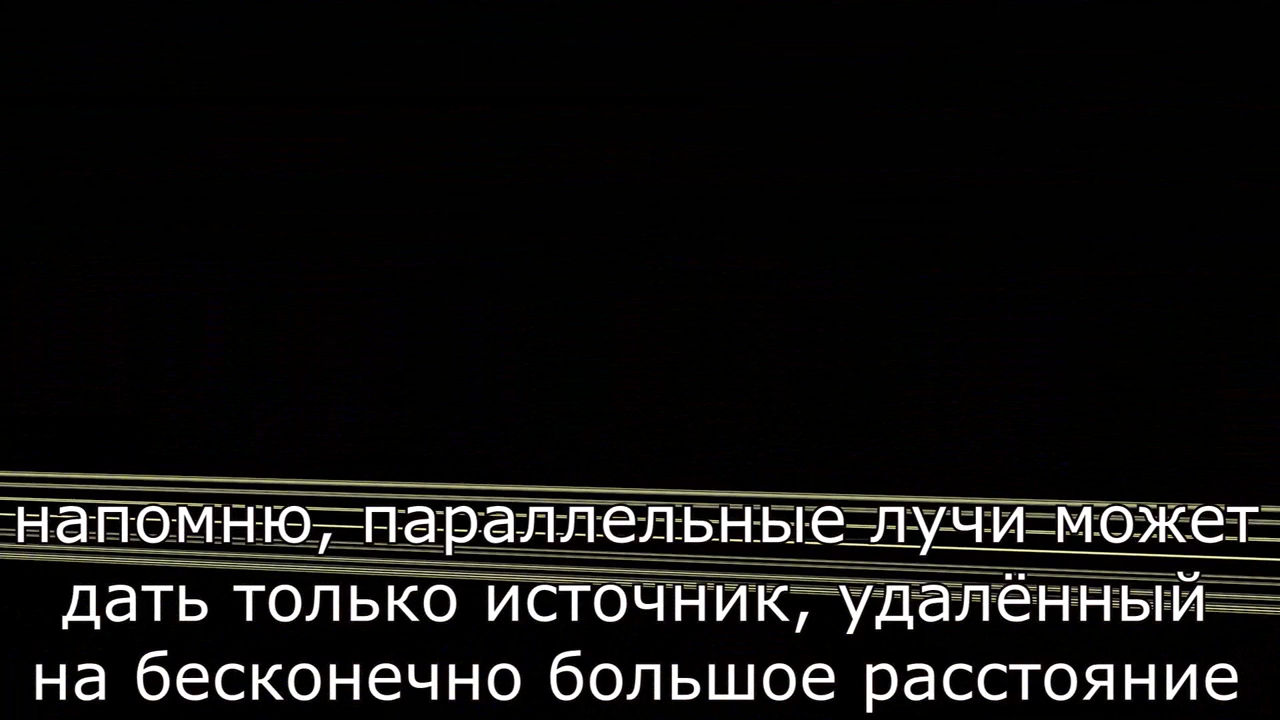 напомню, параллельные лучи может
дать только источник, удалённый
на бесконечно большое расстояние